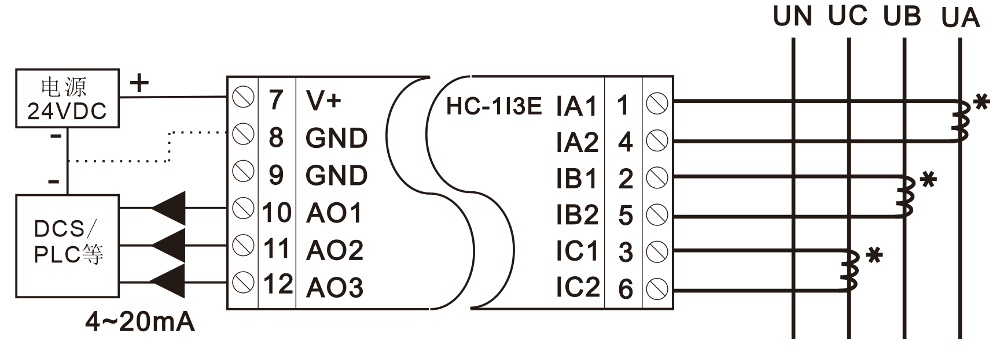 UN UC UB UA
电源
24VDC
+
-
-
DCS/
PLC等
4~20mA
7 V+
8 GND
9 GND
10 AO1
11 AO2
12 AO3
HC-1I3E
IA1 1
IA2 4
IB1 2
IB2 5
IC1 3
IC2 6
*
*
*